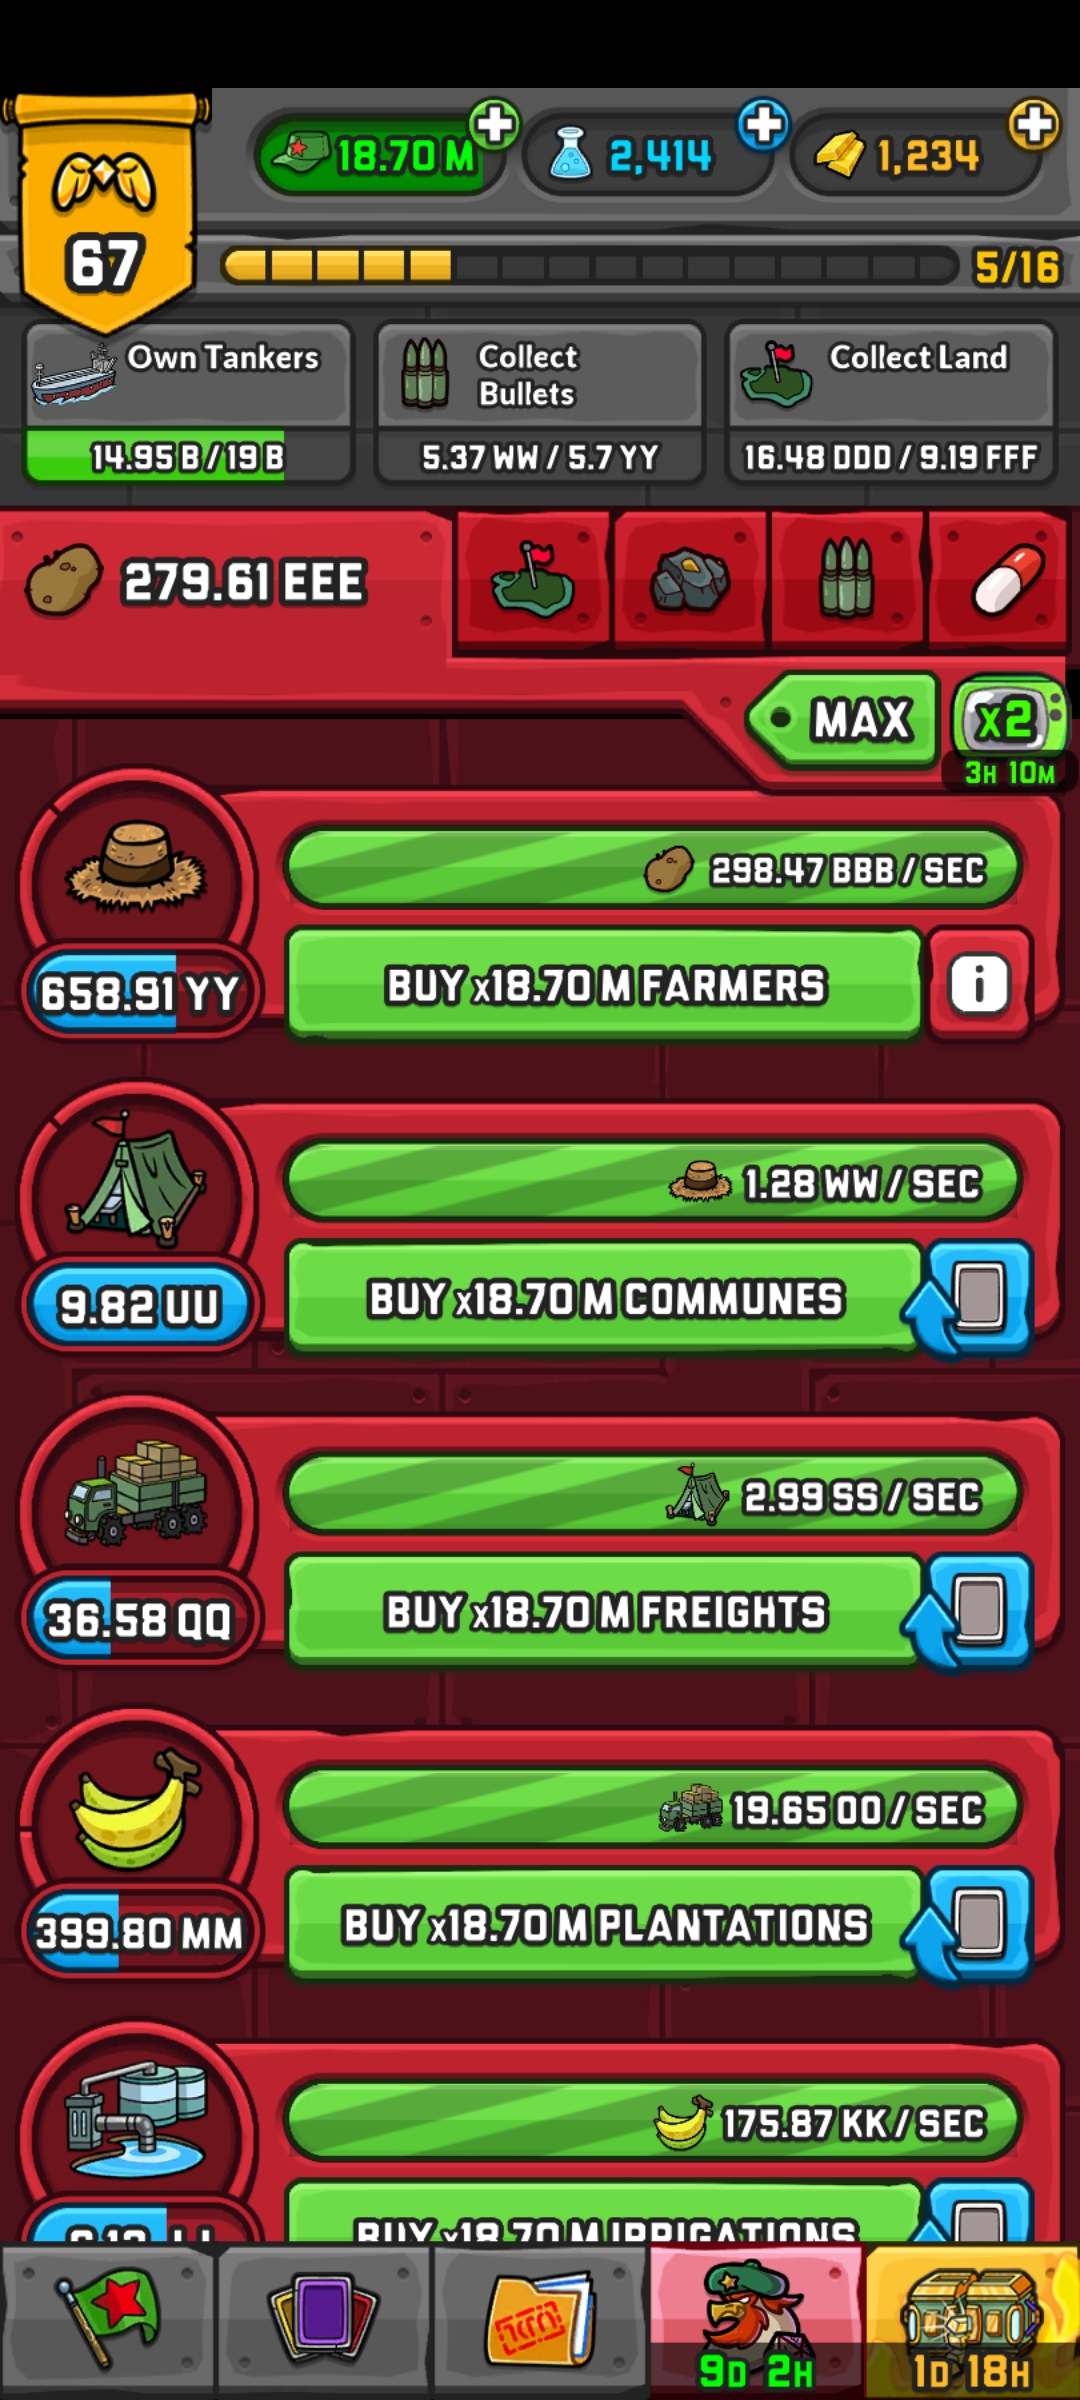 18.70 M
2,414
1,234
67
5/16
Own Tankers
14.95 B / 19 B
Collect
Bullets
5.37 WW / 5.7 YY
Collect Land
16.48 DDD / 9.19 FFF
279.61 EEE
MAX
x2
3H 10M
298.47 BBB / SEC
658.91 YY
BUY x18.70 M FARMERS
i
1.28 WW / SEC
9.82 UU
BUY x18.70 M COMMUNES
2.99 SS / SEC
36.58 QQ
BUY x18.70 M FREIGHTS
19.65 OO / SEC
399.80 MM
BUY x18.70 M PLANTATIONS
175.87 KK / SEC
BUY x18.70 M IRRIGATIONS
9D 2H
1D 18H